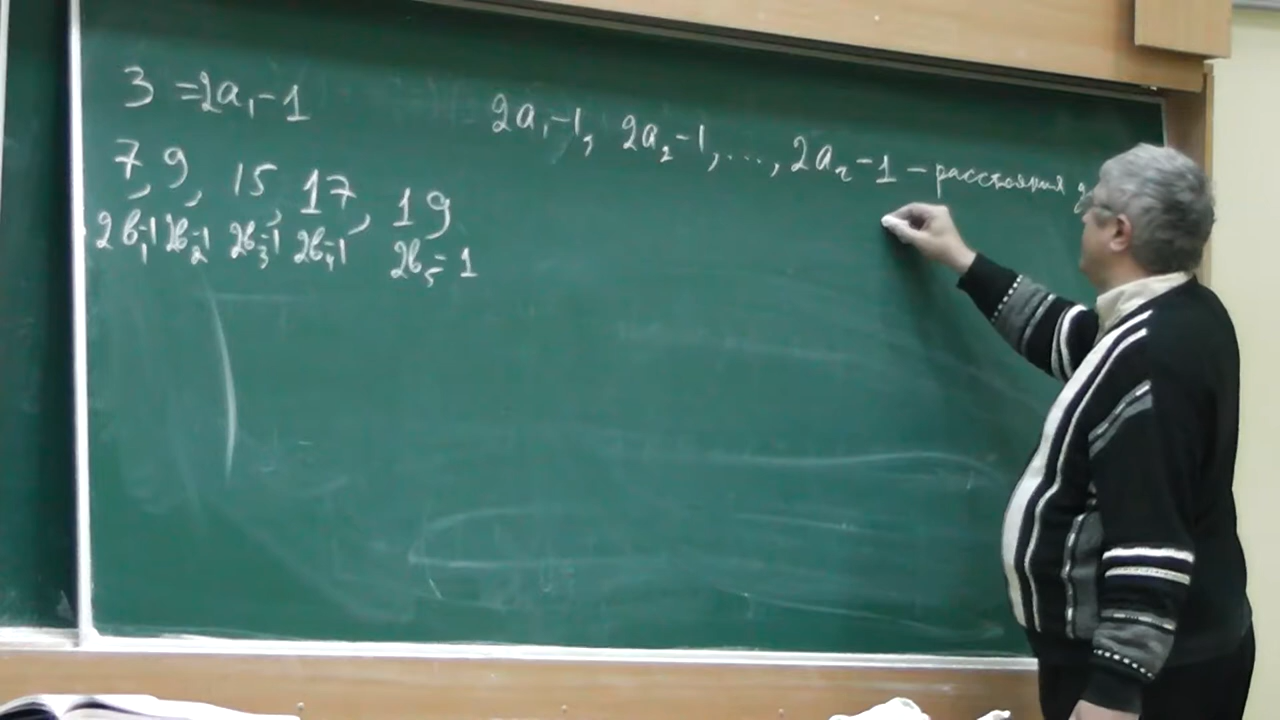 3 = 2a₁-1
7, 9, 15, 17, 19
2b₁-1 2b₂-1 2b₃-1 2b₄-1 2b₅-1
2a₁-1, 2a₂-1, ..., 2aᵣ-1 - расстояния